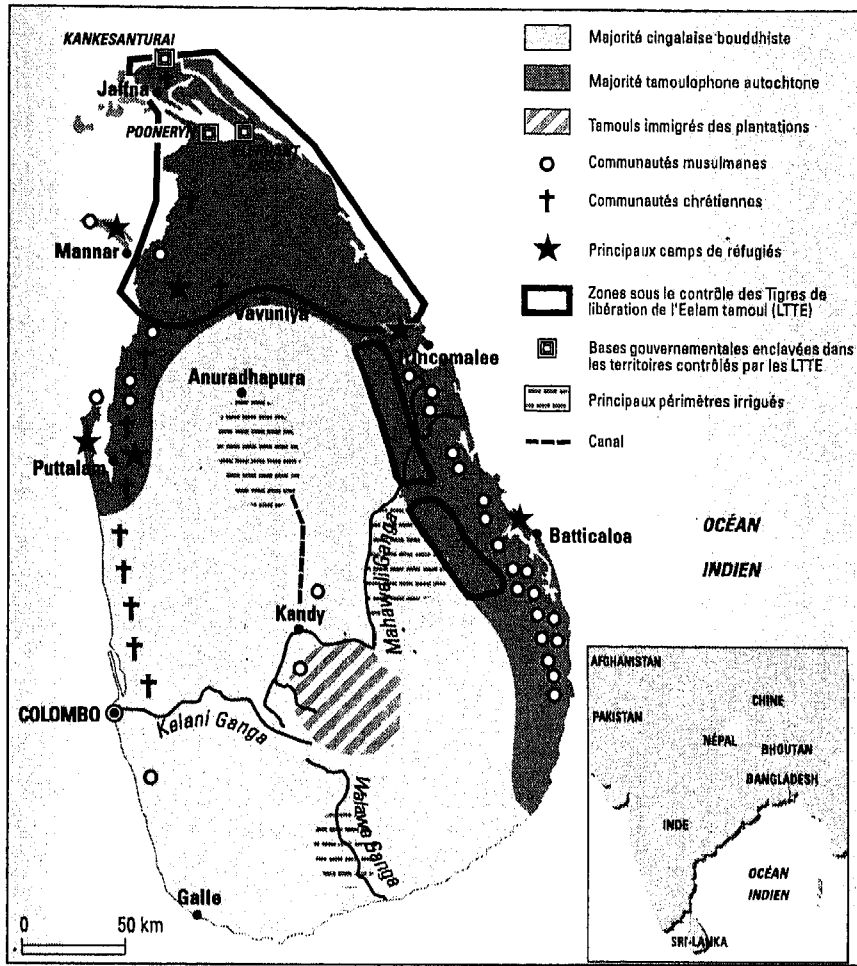 KANKESANTURAI
Jaffna
POONERYN
Mannar
Vavuniya
Trincomalee
Anuradhapura
Puttalam
Batticaloa
Mahaweli Ganga
Kandy
COLOMBO
Kelani Ganga
Walawe Ganga
Galle
0 50 km
Majorité cingalaise bouddhiste
Majorité tamoulophone autochtone
Tamouls immigrés des plantations
Communautés musulmanes
Communautés chrétiennes
Principaux camps de réfugiés
Zones sous le contrôle des Tigres de
libération de l'Eelam tamoul (LTTE)
Bases gouvernementales enclavées dans
les territoires contrôlés par les LTTE
Principaux périmètres irrigués
Canal
OCÉAN
INDIEN
AFGHANISTAN
CHINE
PAKISTAN
NÉPAL
BHOUTAN
BANGLADESH
INDE
OCÉAN
INDIEN
SRI-LANKA